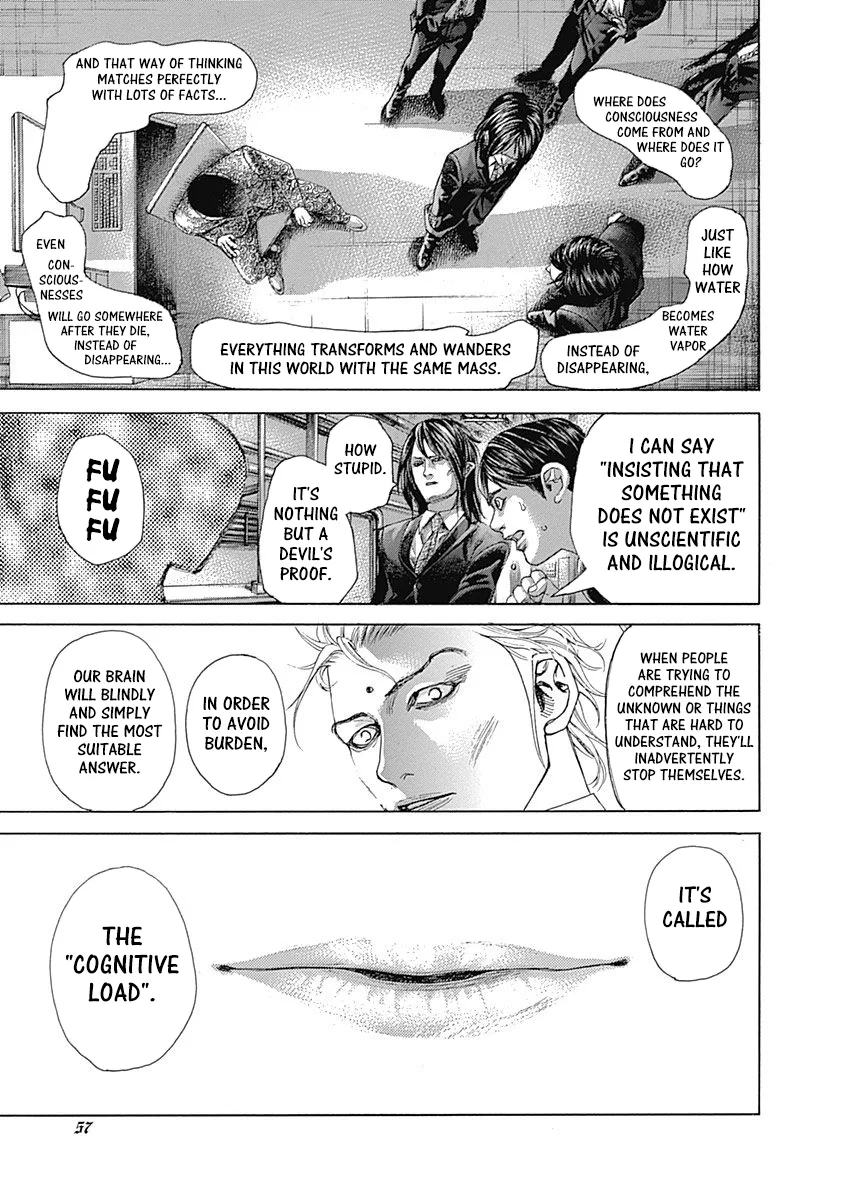 WHERE DOES
CONSCIOUSNESS
COME FROM AND
WHERE DOES IT
GO?
JUST
LIKE
HOW
WATER
BECOMES
WATER
VAPOR
INSTEAD OF
DISAPPEARING,
EVERYTHING TRANSFORMS AND WANDERS
IN THIS WORLD WITH THE SAME MASS.
AND THAT WAY OF THINKING
MATCHES PERFECTLY
WITH LOTS OF FACTS...
EVEN
CON-
SCIOUS-
NESSES
WILL GO SOMEWHERE
AFTER THEY DIE,
INSTEAD OF
DISAPPEARING...
I CAN SAY
"INSISTING THAT
SOMETHING
DOES NOT EXIST"
IS UNSCIENTIFIC
AND ILLOGICAL.
HOW
STUPID.
IT'S
NOTHING
BUT A
DEVIL'S
PROOF.
FU
FU
FU
WHEN PEOPLE
ARE TRYING TO
COMPREHEND THE
UNKNOWN OR THINGS
THAT ARE HARD TO
UNDERSTAND, THEY'LL
INADVERTENTLY
STOP THEMSELVES.
IN ORDER
TO AVOID
BURDEN,
OUR BRAIN
WILL BLINDLY
AND SIMPLY
FIND THE MOST
SUITABLE
ANSWER.
IT'S
CALLED
THE
"COGNITIVE
LOAD".
57